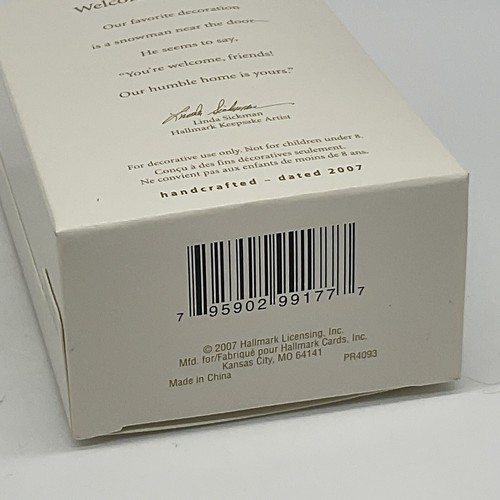 Our favorite decoration
is a snowman near the door.
He seems to say,
"You're welcome, friends!
Our humble home is yours."
Linda Sickman
Linda Sickman
Hallmark Keepsake Artist
For decorative use only. Not for children under 8.
Conçu à des fins décoratives seulement.
Ne convient pas aux enfants de moins de 8 ans.
handcrafted – dated 2007
7 95902 99177 7
© 2007 Hallmark Licensing, Inc.
Mfd. for/Fabriqué pour Hallmark Cards, Inc.
Kansas City, MO 64141
PR4093
Made in China